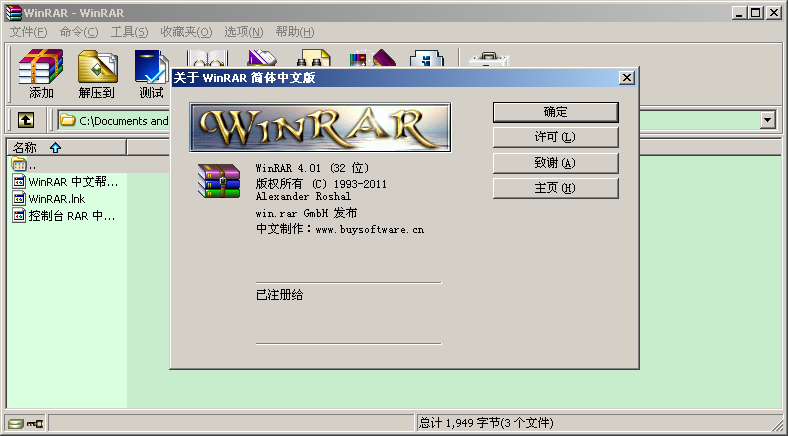 WinRAR - WinRAR
文件(F) 命令(C) 工具(S) 收藏夹(O) 选项(N) 帮助(H)
添加 解压到 测试
C:\Documents and
名称
..
WinRAR 中文帮...
WinRAR.lnk
控制台 RAR 中...
关于 WinRAR 简体中文版
WINRAR
WinRAR 4.01 (32 位)
版权所有 (C) 1993-2011
Alexander Roshal
win.rar GmbH 发布
中文制作：www.buysoftware.cn
已注册给
确定
许可(L)
致谢(A)
主页(H)
总计 1,949 字节(3 个文件)